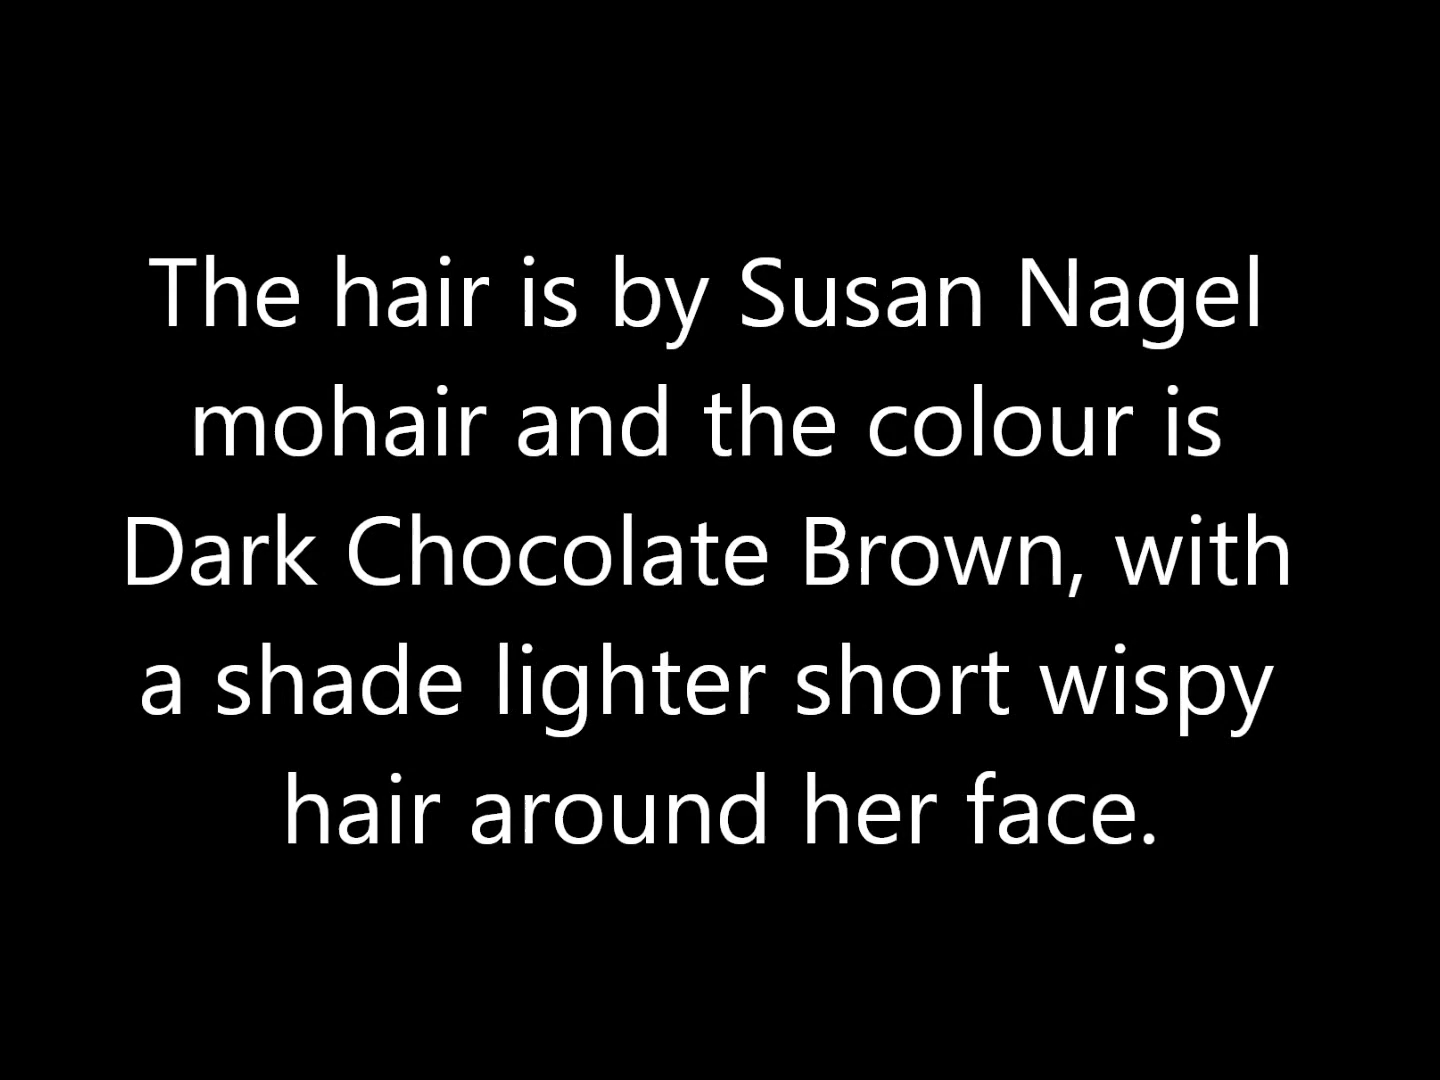 The hair is by Susan Nagel
mohair and the colour is
Dark Chocolate Brown, with
a shade lighter short wispy
hair around her face.